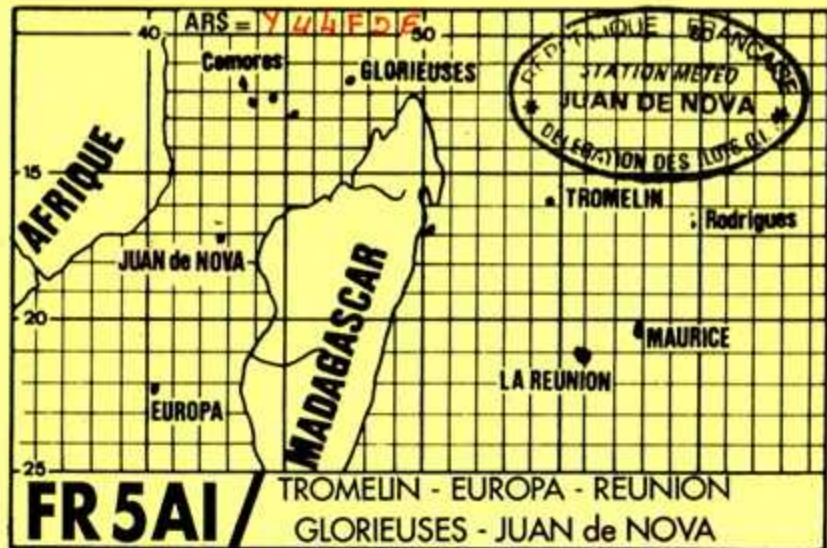 ARS = YU4FDE
40
50
Comores
GLORIEUSES
RÉPUBLIQUE FRANÇAISE
STATION METEO
JUAN DE NOVA
15
AFRIQUE
TROMELIN
Rodrigues
JUAN de NOVA
MADAGASCAR
20
MAURICE
LA REUNION
EUROPA
25
FR5AI/
TROMELIN - EUROPA - REUNION
GLORIEUSES - JUAN de NOVA